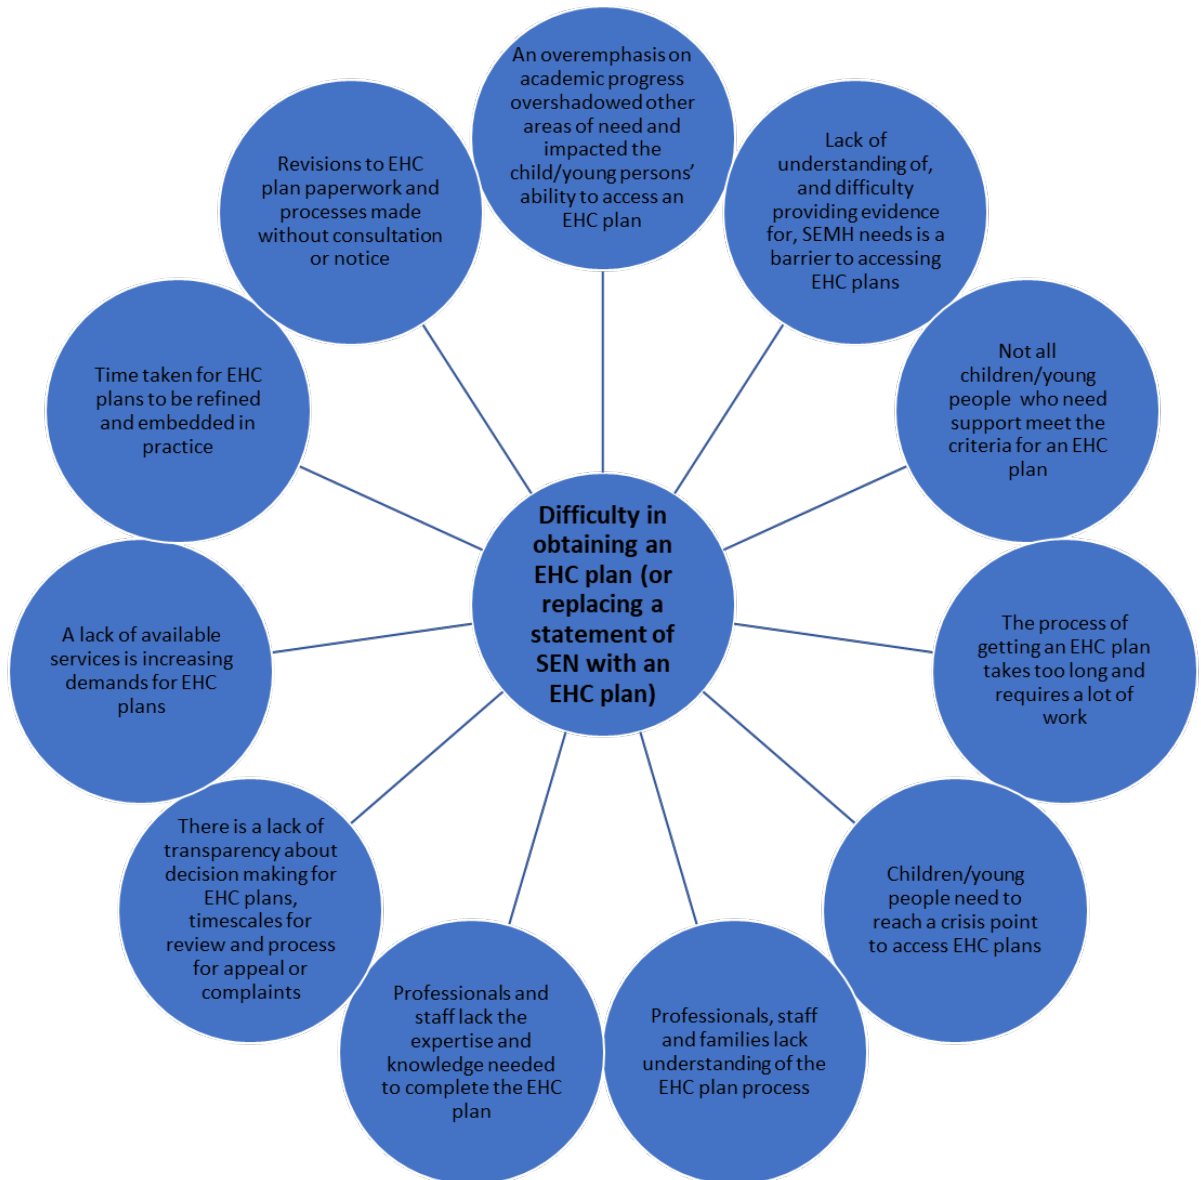 An overemphasis on
academic progress
overshadowed other
areas of need and
impacted the
child/young persons'
ability to access an
EHC plan
Lack of
understanding of,
and difficulty
providing evidence
for, SEMH needs is a
barrier to accessing
EHC plans
Not all
children/young
people who need
support meet the
criteria for an EHC
plan
The process of
getting an EHC plan
takes too long and
requires a lot of
work
Children/young
people need to
reach a crisis point
to access EHC plans
Professionals, staff
and families lack
understanding of the
EHC plan process
Professionals and
staff lack the
expertise and
knowledge needed
to complete the EHC
plan
There is a lack of
transparency about
decision making for
EHC plans,
timescales for
review and process
for appeal or
complaints
A lack of available
services is increasing
demands for EHC
plans
Time taken for EHC
plans to be refined
and embedded in
practice
Revisions to EHC
plan paperwork and
processes made
without consultation
or notice
Difficulty in
obtaining an
EHC plan (or
replacing a
statement of
SEN with an
EHC plan)